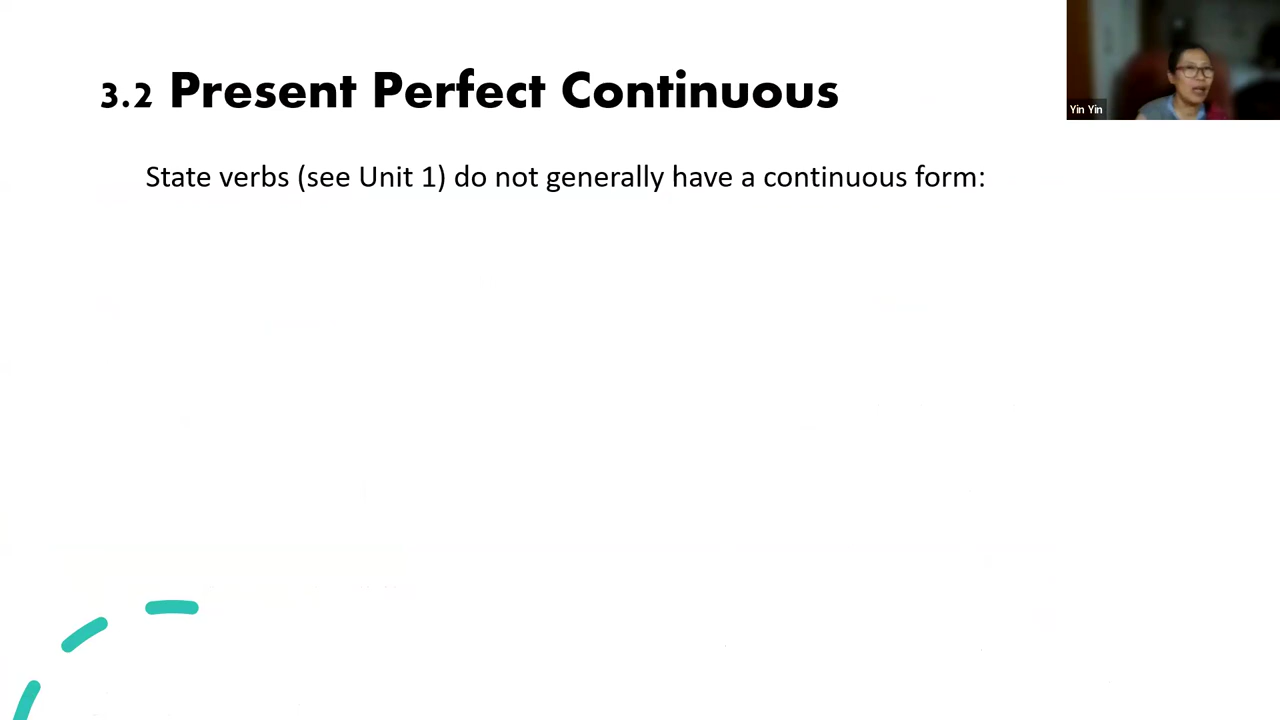 3.2 Present Perfect Continuous
Yin Yin
State verbs (see Unit 1) do not generally have a continuous form: